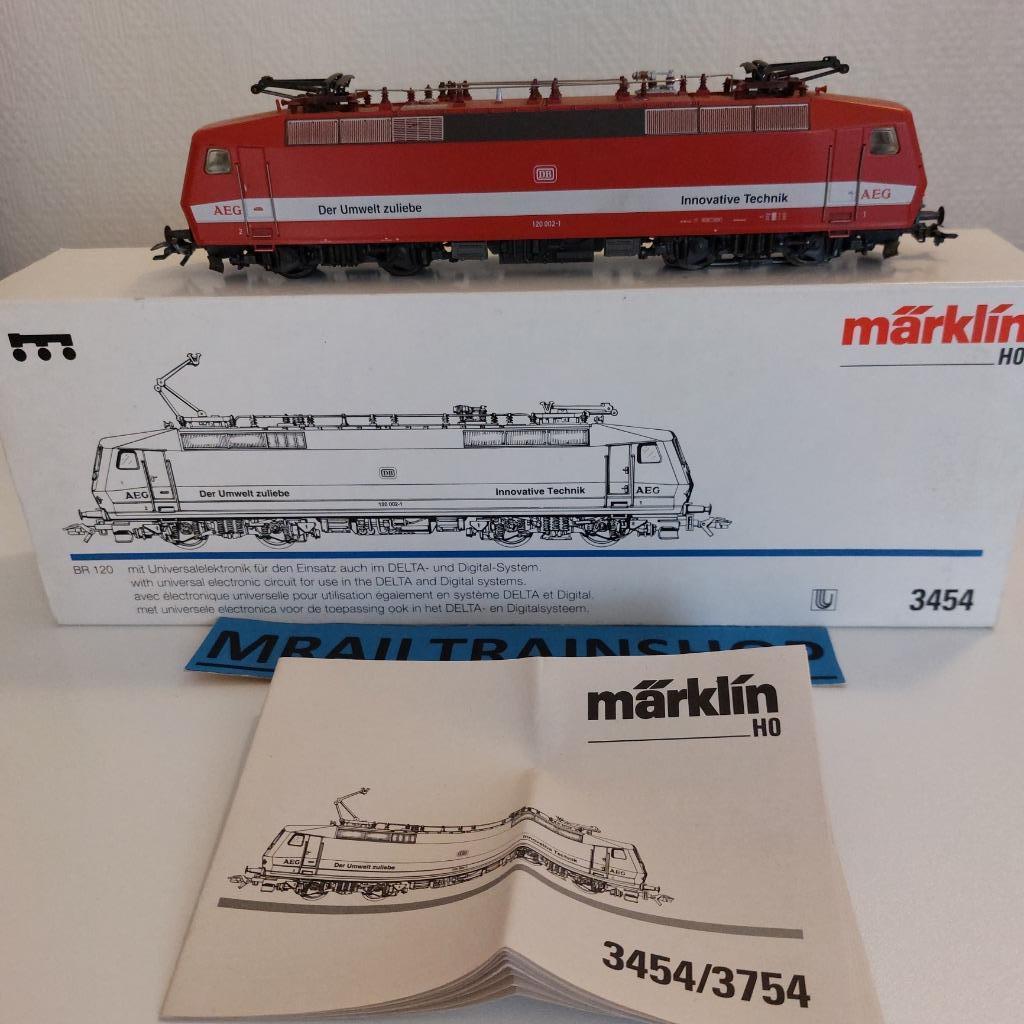 DB
AEG
Der Umwelt zuliebe
Innovative Technik
AEG
120 002-1
2
1
märklin
HO
DB
AEG
Der Umwelt zuliebe
Innovative Technik
AEG
120 002-1
BR 120 mit Universalelektronik für den Einsatz auch im DELTA- und Digital-System.
with universal electronic circuit for use in the DELTA and Digital systems.
avec électronique universelle pour utilisation également en système DELTA et Digital.
met universele electronica voor de toepassing ook in het DELTA- en Digitalsysteem.
3454
MRAILTRAINSHOP
märklin
HO
AEG
Der Umwelt zuliebe
Innovative Technik
AEG
3454/3754